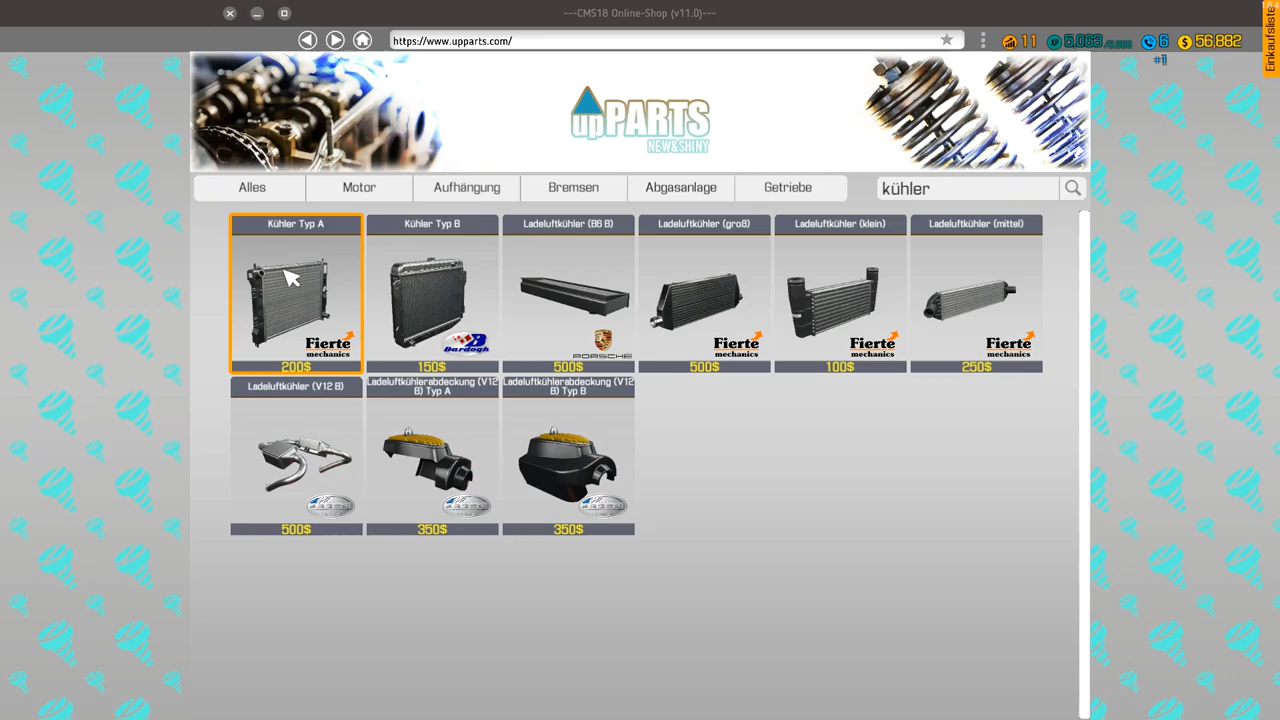 ---CMS18 Online-Shop (v11.0)---
https://www.upparts.com/
11
6
56,882
#1
Einkaufsliste
upPARTS
NEW&SHINY
Alles
Motor
Aufhängung
Bremsen
Abgasanlage
Getriebe
kühler
Kühler Typ A
Kühler Typ B
Ladeluftkühler (B6 B)
Ladeluftkühler (groß)
Ladeluftkühler (klein)
Ladeluftkühler (mittel)
Fierte
mechanics
Bardogh
PORSCHE
Fierte
mechanics
Fierte
mechanics
Fierte
mechanics
200$
150$
500$
500$
100$
250$
Ladeluftkühler (V12 B)
Ladeluftkühlerabdeckung (V12
B) Typ A
Ladeluftkühlerabdeckung (V12
B) Typ B
500$
350$
350$